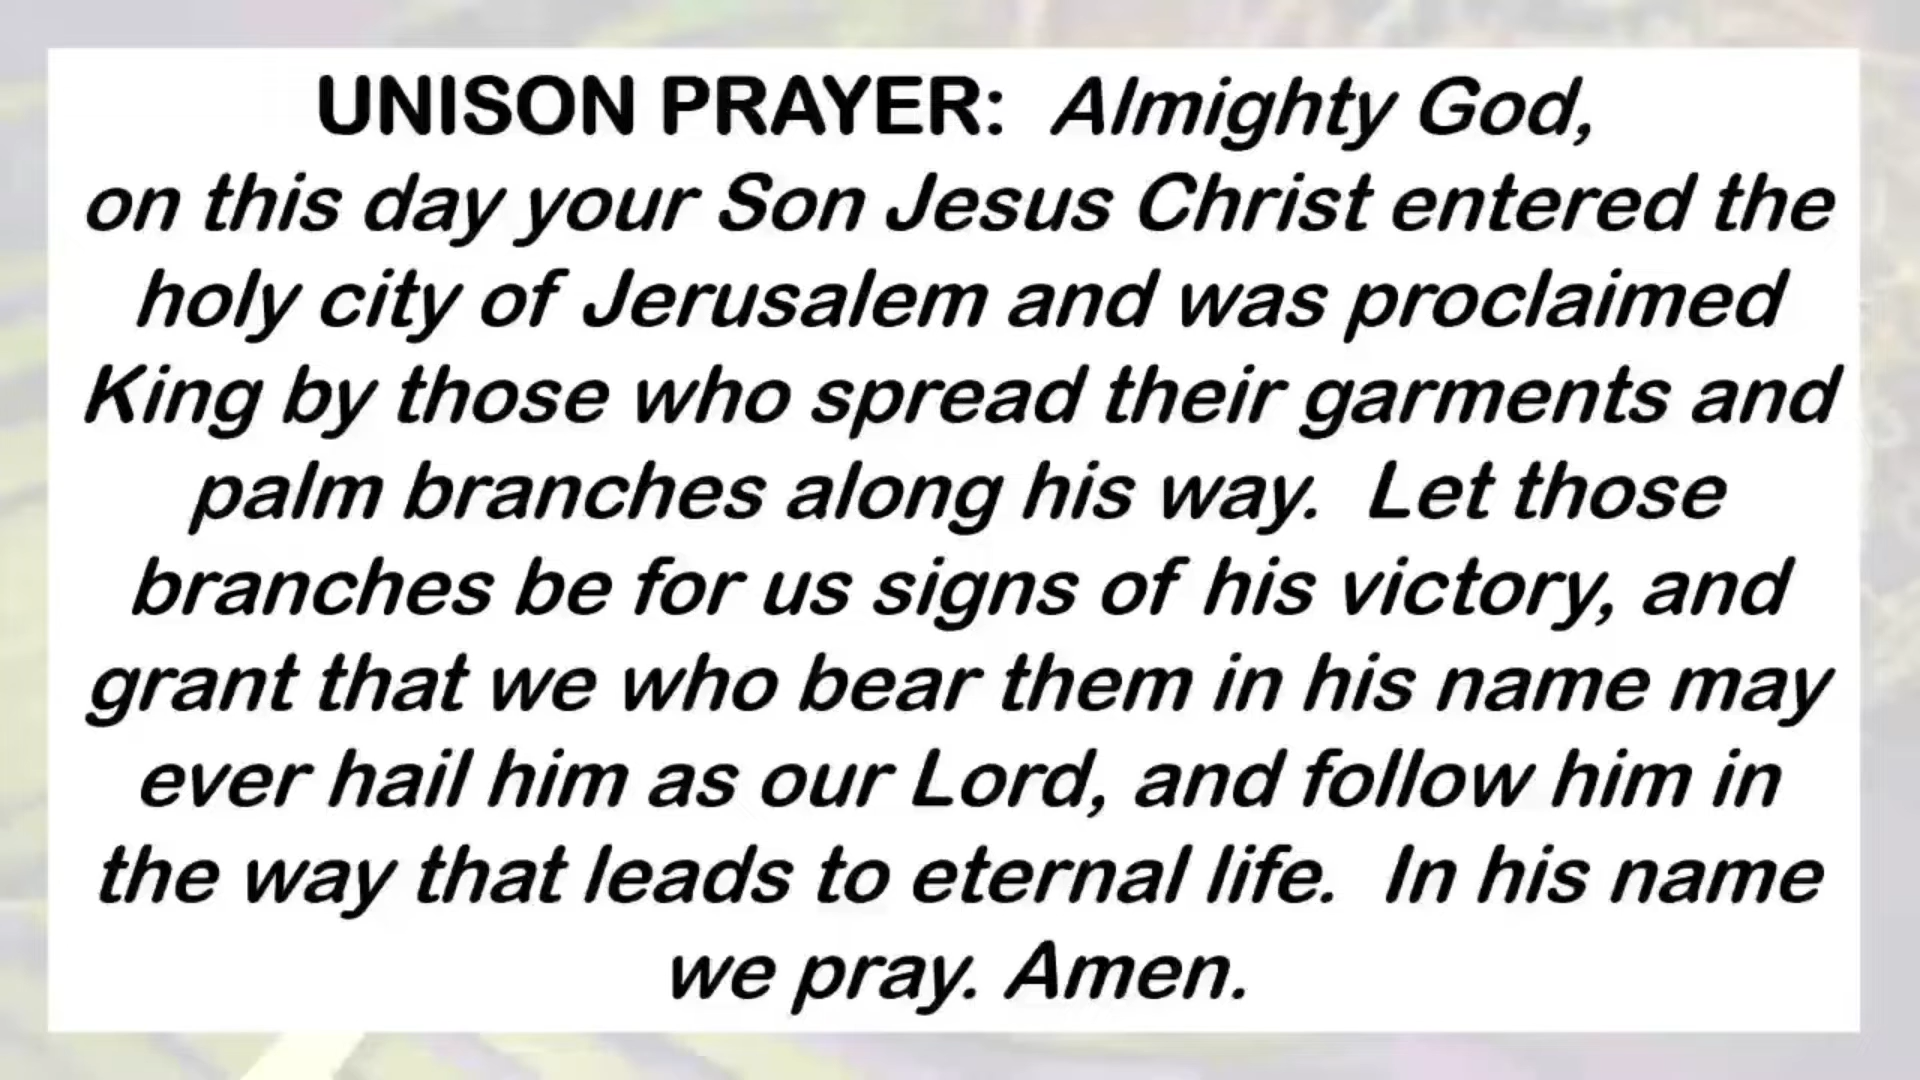 UNISON PRAYER:  Almighty God,
on this day your Son Jesus Christ entered the
holy city of Jerusalem and was proclaimed
King by those who spread their garments and
palm branches along his way.  Let those
branches be for us signs of his victory, and
grant that we who bear them in his name may
ever hail him as our Lord, and follow him in
the way that leads to eternal life.  In his name
we pray. Amen.